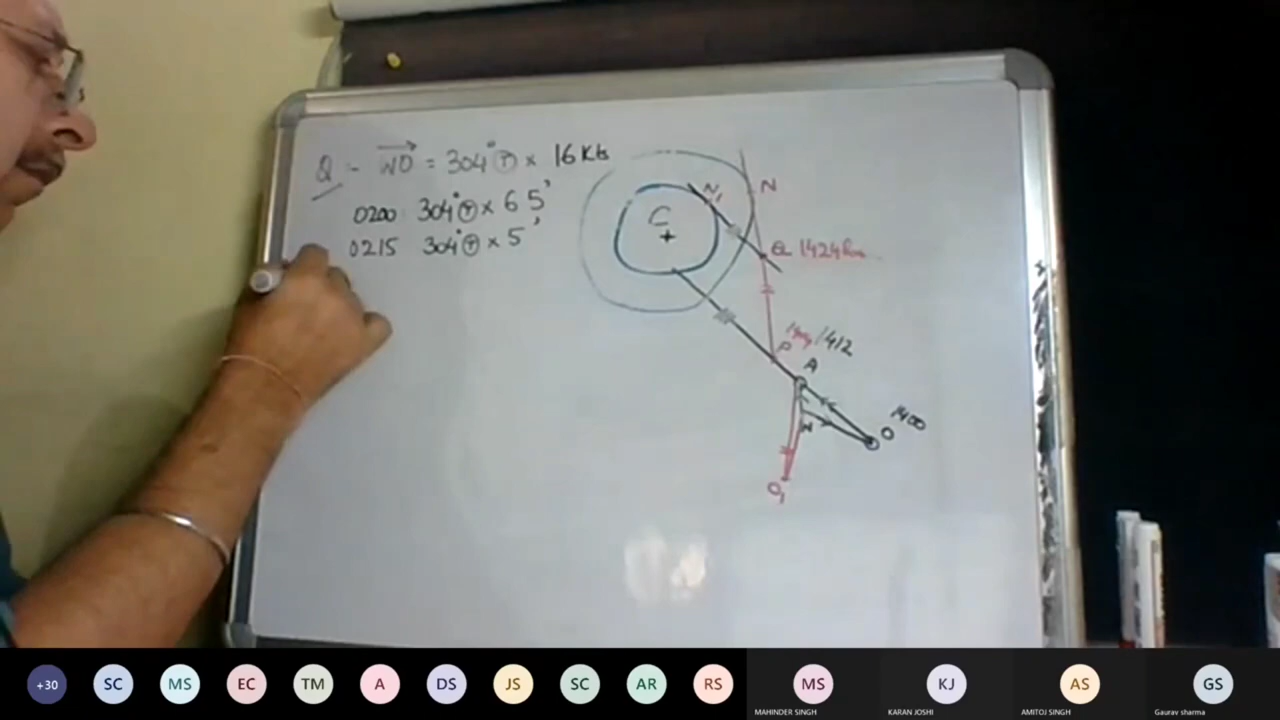 Q :- WO = 304° T × 16 Kts
0200 304° T × 6 5'
0215 304° T × 5'
C
N₁
N
Q 1424
P 1412
A
1400
O
W
O₁
+30 SC MS EC TM A DS JS SC AR RS MS KJ AS GS
MAHINDER SINGH KARAN JOSHI AMITOJ SINGH Gaurav sharma